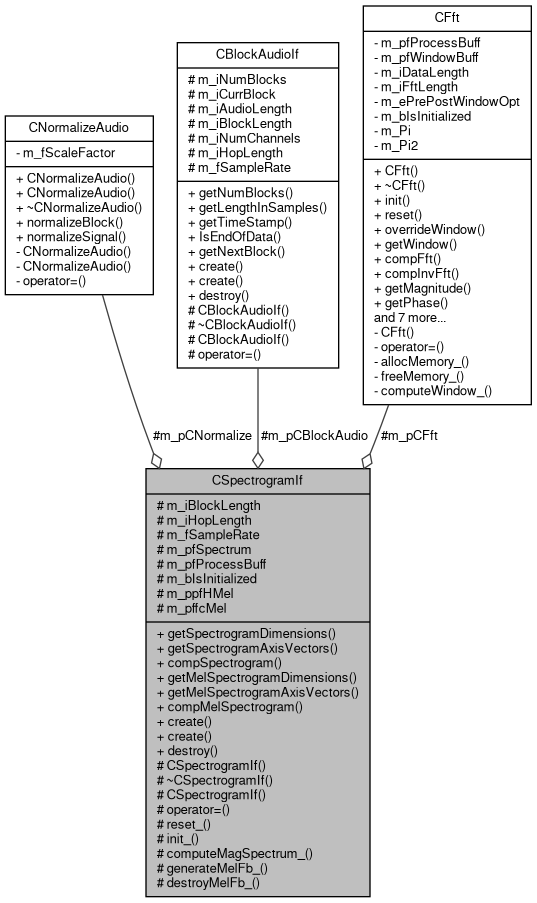 CNormalizeAudio
- m_fScaleFactor
+ CNormalizeAudio()
+ CNormalizeAudio()
+ ~CNormalizeAudio()
+ normalizeBlock()
+ normalizeSignal()
- CNormalizeAudio()
- CNormalizeAudio()
- operator=()
CBlockAudioIf
# m_iNumBlocks
# m_iCurrBlock
# m_iAudioLength
# m_iBlockLength
# m_iNumChannels
# m_iHopLength
# m_fSampleRate
+ getNumBlocks()
+ getLengthInSamples()
+ getTimeStamp()
+ IsEndOfData()
+ getNextBlock()
+ create()
+ create()
+ destroy()
# CBlockAudioIf()
# ~CBlockAudioIf()
# CBlockAudioIf()
# operator=()
CFft
- m_pfProcessBuff
- m_pfWindowBuff
- m_iDataLength
- m_iFftLength
- m_ePrePostWindowOpt
- m_bIsInitialized
- m_Pi
- m_Pi2
+ CFft()
+ ~CFft()
+ init()
+ reset()
+ overrideWindow()
+ getWindow()
+ compFft()
+ compInvFft()
+ getMagnitude()
+ getPhase()
and 7 more...
- CFft()
- operator=()
- allocMemory_()
- freeMemory_()
- computeWindow_()
#m_pCNormalize
#m_pCBlockAudio
#m_pCFft
CSpectrogramIf
# m_iBlockLength
# m_iHopLength
# m_fSampleRate
# m_pfSpectrum
# m_pfProcessBuff
# m_bIsInitialized
# m_ppfHMel
# m_pffcMel
+ getSpectrogramDimensions()
+ getSpectrogramAxisVectors()
+ compSpectrogram()
+ getMelSpectrogramDimensions()
+ getMelSpectrogramAxisVectors()
+ compMelSpectrogram()
+ create()
+ create()
+ destroy()
# CSpectrogramIf()
# ~CSpectrogramIf()
# CSpectrogramIf()
# operator=()
# reset_()
# init_()
# computeMagSpectrum_()
# generateMelFb_()
# destroyMelFb_()